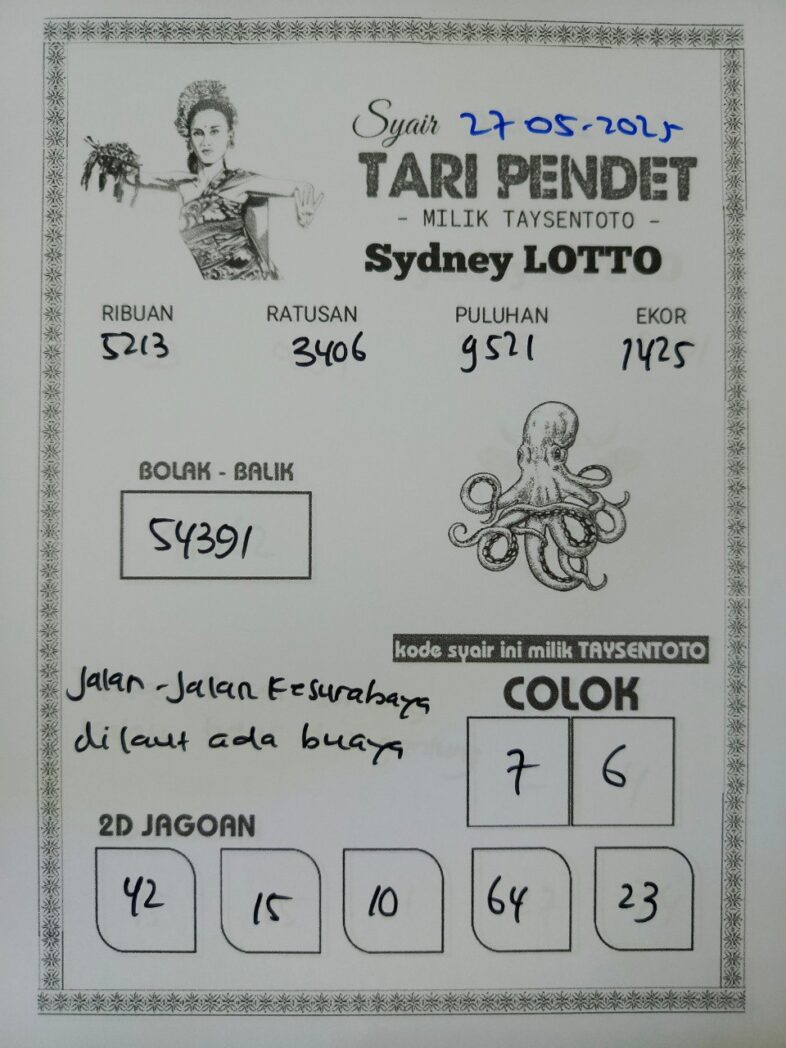 Syair 27-05-2025
TARI PENDET
- MILIK TAYSENTOTO -
Sydney LOTTO
RIBUAN RATUSAN PULUHAN EKOR
5213 3406 9521 1425
BOLAK - BALIK
54391
kode syair ini milik TAYSENTOTO
Jalan-Jalan Kesurabaya
dilaut ada buaya
COLOK
7 6
2D JAGOAN
42 15 10 64 23